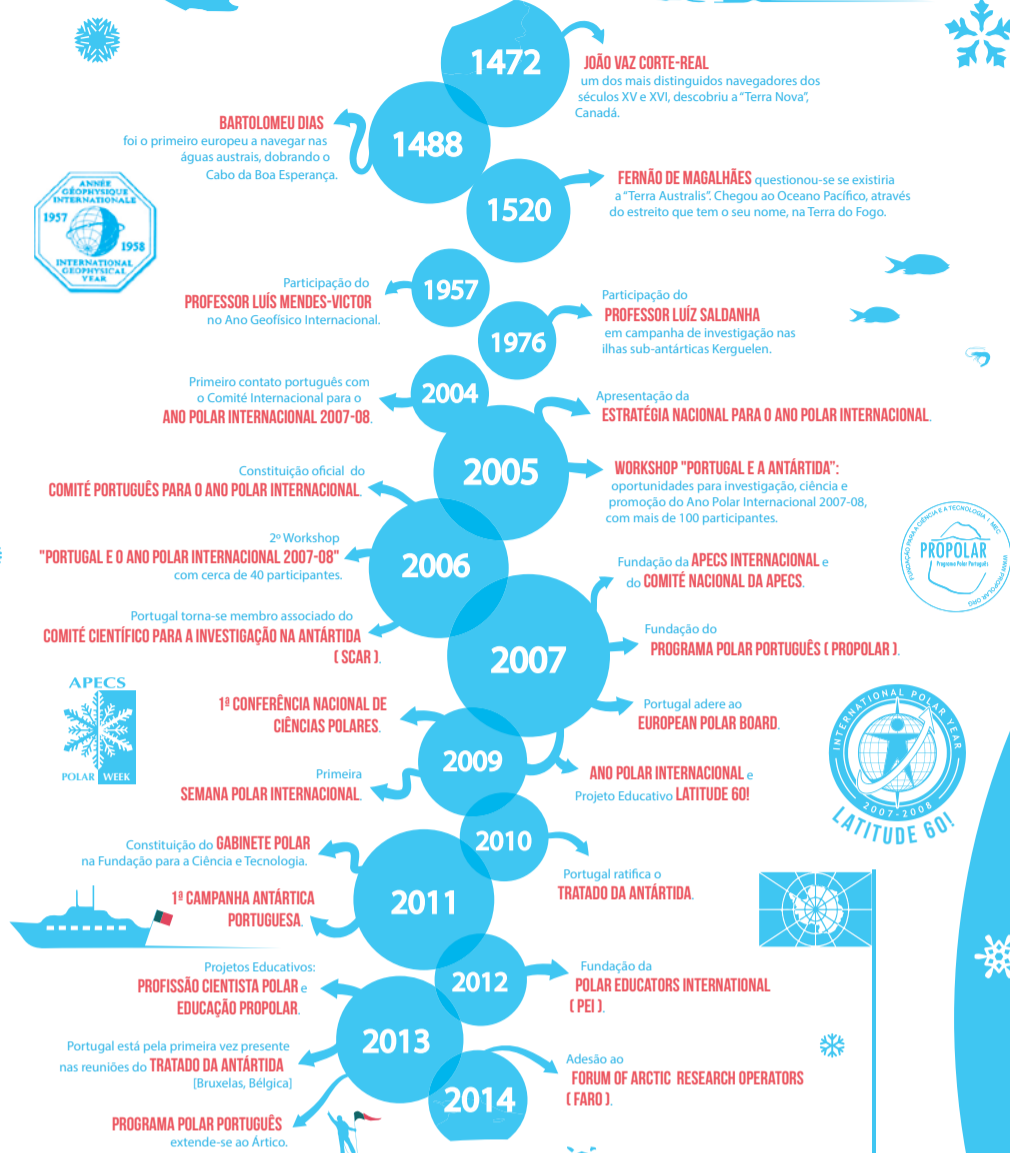 1472
JOÃO VAZ CORTE-REAL
um dos mais distinguidos navegadores dos
séculos XV e XVI, descobriu a “Terra Nova”,
Canadá.
BARTOLOMEU DIAS
foi o primeiro europeu a navegar nas
águas austrais, dobrando o
Cabo da Boa Esperança.
1488
1520
FERNÃO DE MAGALHÃES questionou-se se existiria
a “Terra Australis”. Chegou ao Oceano Pacífico, através
do estreito que tem o seu nome, na Terra do Fogo.
ANNÉE
GÉOPHYSIQUE
INTERNATIONALE
1957
1958
INTERNATIONAL
GEOPHYSICAL
YEAR
Participação do
PROFESSOR LUÍS MENDES-VICTOR
no Ano Geofísico Internacional.
1957
1976
Participação do
PROFESSOR LUÍZ SALDANHA
em campanha de investigação nas
ilhas sub-antárticas Kerguelen.
Primeiro contato português com
o Comité Internacional para o
ANO POLAR INTERNACIONAL 2007-08.
2004
2005
Apresentação da
ESTRATÉGIA NACIONAL PARA O ANO POLAR INTERNACIONAL.
WORKSHOP "PORTUGAL E A ANTÁRTIDA":
oportunidades para investigação, ciência e
promoção do Ano Polar Internacional 2007-08,
com mais de 100 participantes.
Constituição oficial do
COMITÉ PORTUGUÊS PARA O ANO POLAR INTERNACIONAL.
2º Workshop
"PORTUGAL E O ANO POLAR INTERNACIONAL 2007-08"
com cerca de 40 participantes.
2006
Portugal torna-se membro associado do
COMITÉ CIENTÍFICO PARA A INVESTIGAÇÃO NA ANTÁRTIDA
( SCAR ).
FUNDAÇÃO PARA A CIÊNCIA E A TECNOLOGIA I. MEC
PROPOLAR
Programa Polar Português
WWW.PROPOLAR.ORG
2007
Fundação da APECS INTERNACIONAL e
do COMITÉ NACIONAL DA APECS.
Fundação do
PROGRAMA POLAR PORTUGUÊS ( PROPOLAR ).
Portugal adere ao
EUROPEAN POLAR BOARD.
ANO POLAR INTERNACIONAL e
Projeto Educativo LATITUDE 60!
INTERNATIONAL POLAR YEAR
2007-2008
LATITUDE 60!
APECS
POLAR WEEK
1ª CONFERÊNCIA NACIONAL DE
CIÊNCIAS POLARES.
2009
Primeira
SEMANA POLAR INTERNACIONAL.
2010
Portugal ratifica o
TRATADO DA ANTÁRTIDA.
Constituição do GABINETE POLAR
na Fundação para a Ciência e Tecnologia.
2011
1ª CAMPANHA ANTÁRTICA
PORTUGUESA.
2012
Fundação da
POLAR EDUCATORS INTERNATIONAL
( PEI ).
Projetos Educativos:
PROFISSÃO CIENTISTA POLAR e
EDUCAÇÃO PROPOLAR.
2013
Portugal está pela primeira vez presente
nas reuniões do TRATADO DA ANTÁRTIDA
[Bruxelas, Bélgica]
PROGRAMA POLAR PORTUGUÊS
extende-se ao Ártico.
2014
Adesão ao
FORUM OF ARCTIC RESEARCH OPERATORS
( FARO ).